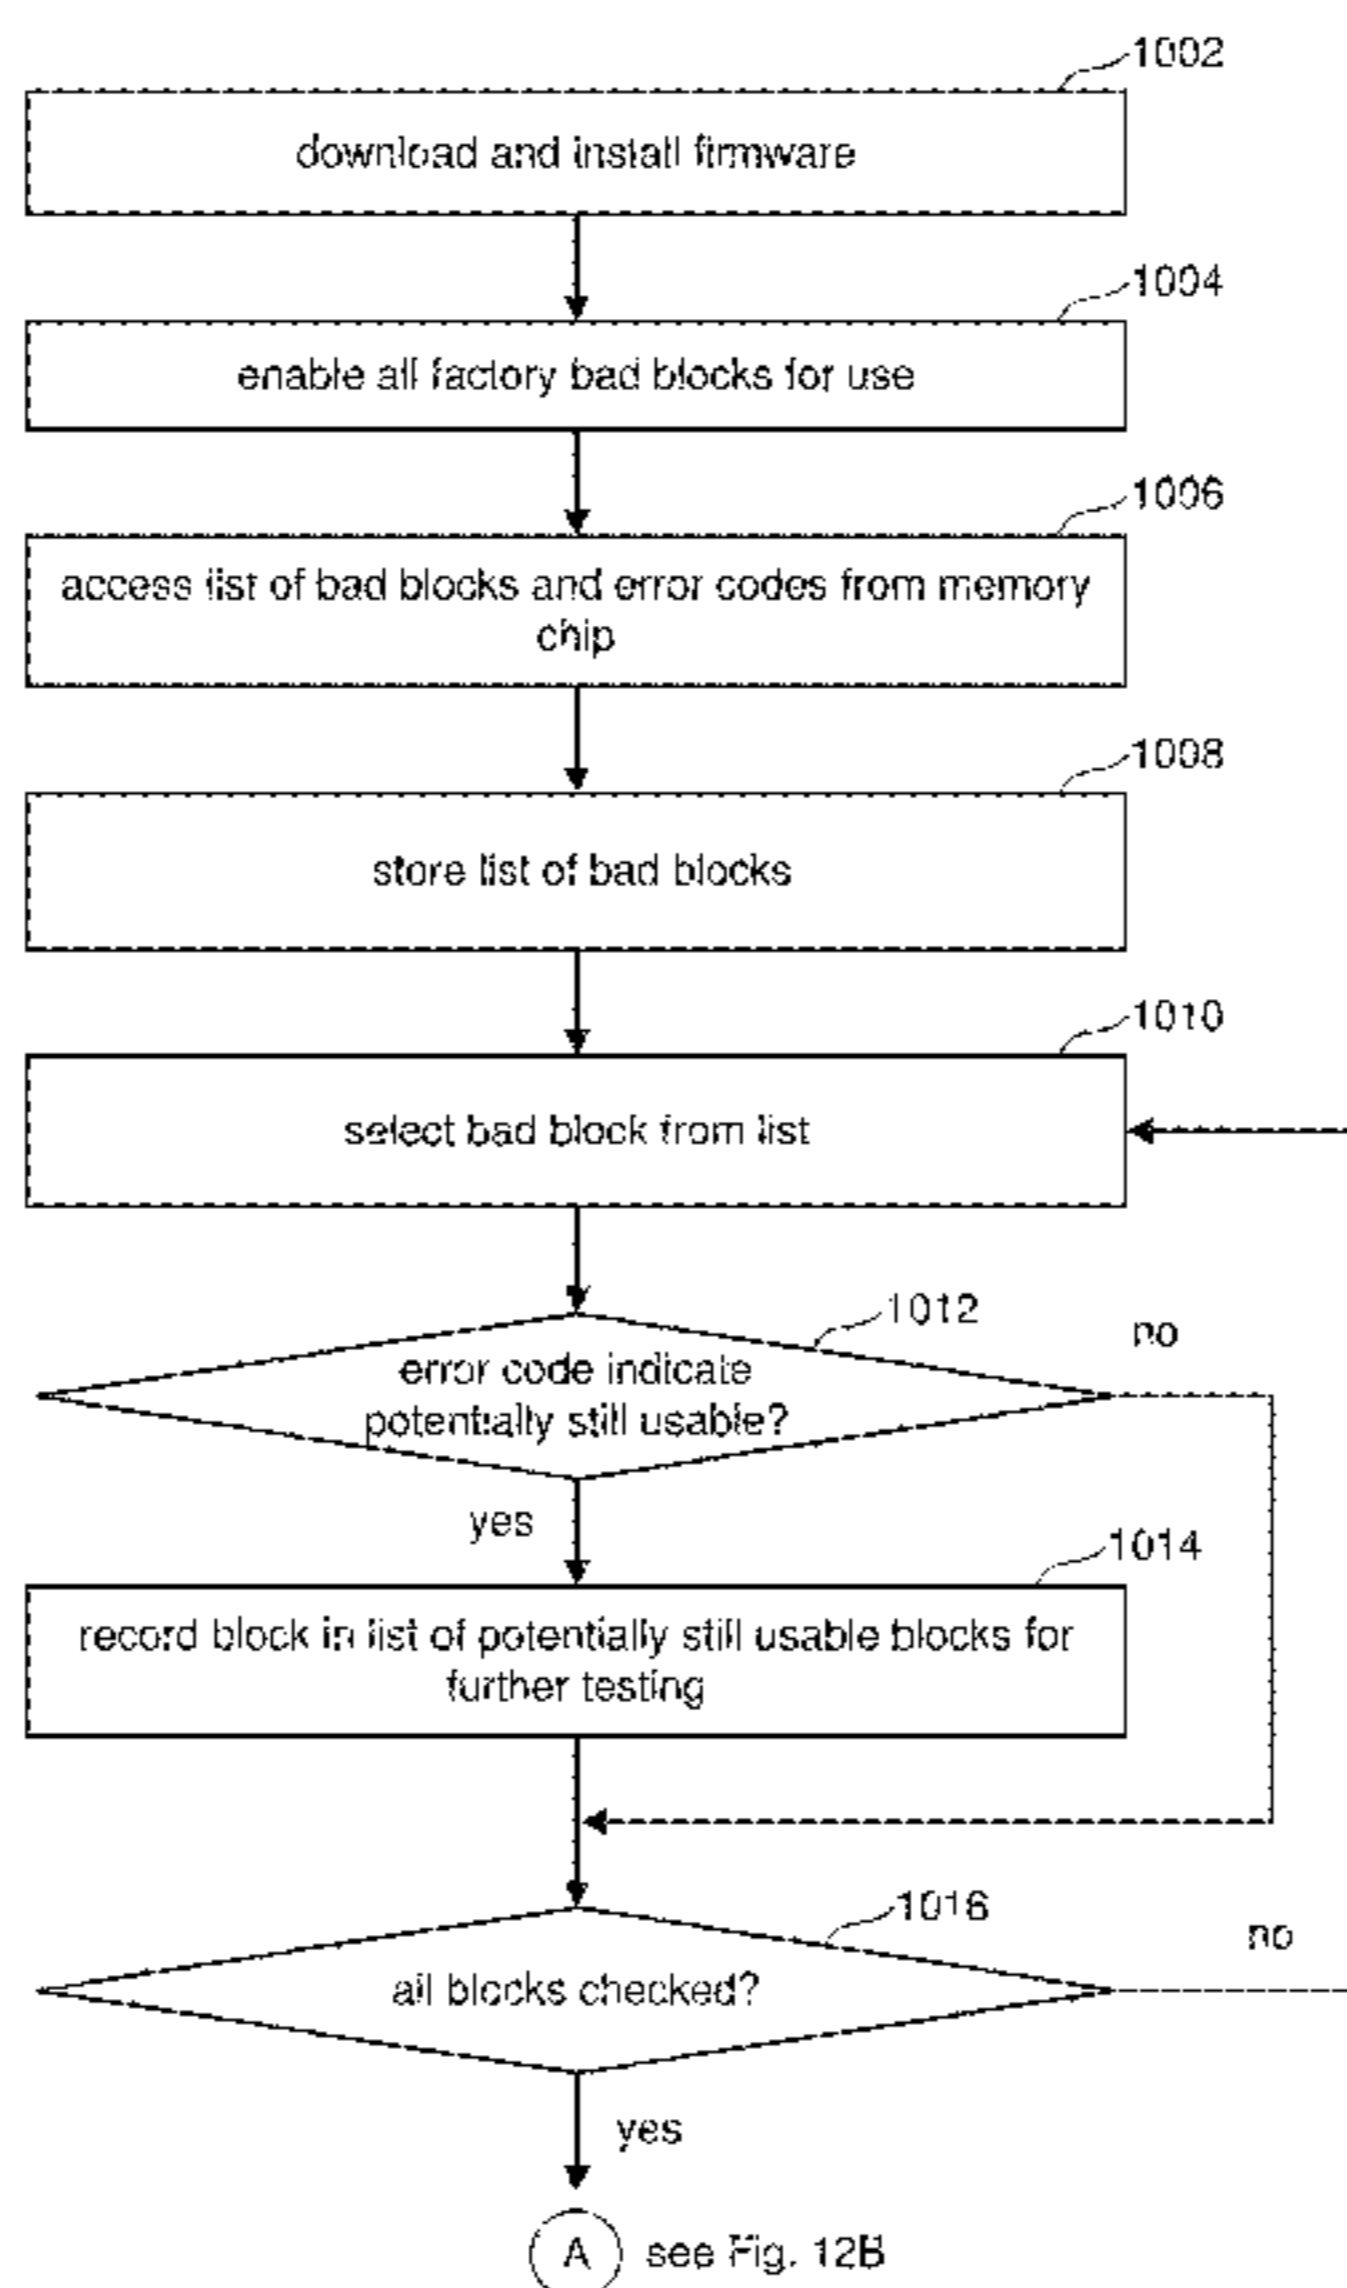 1002
download and install firmware
1004
enable all factory bad blocks for use
1006
access list of bad blocks and error codes from memory
chip
1008
store list of bad blocks
1010
select bad block from list
1012
no
error code indicate
potentially still usable?
yes
1014
record block in list of potentially still usable blocks for
further testing
1016
no
all blocks checked?
yes
A see Fig. 12B